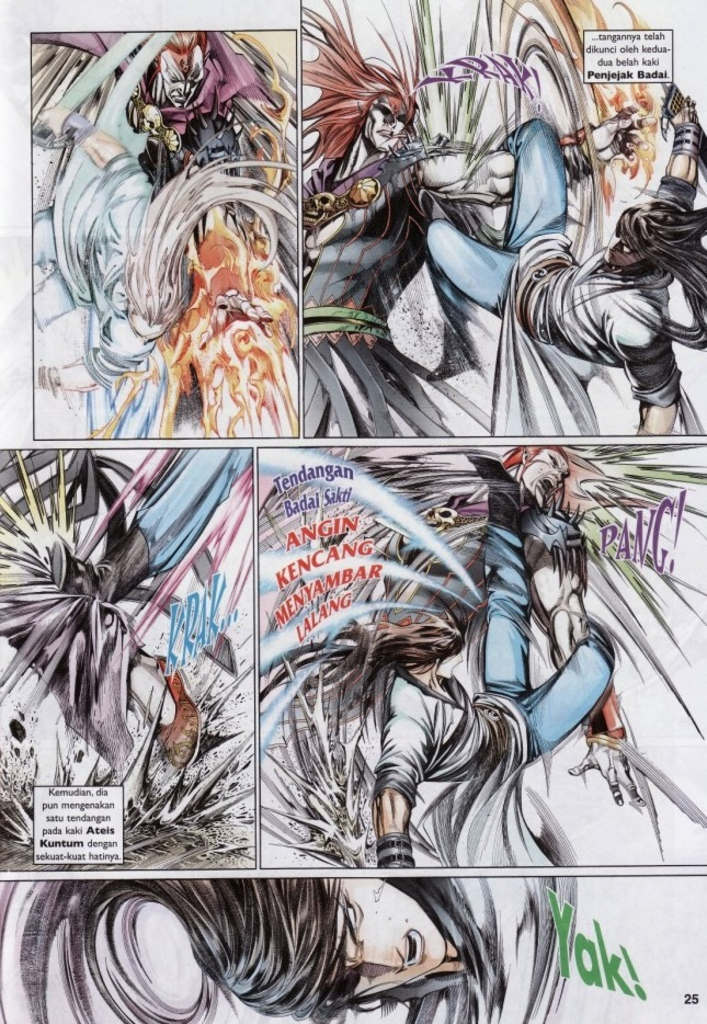 ...tangannya telah
dikunci oleh kedua-
dua belah kaki
Penjejak Badai.
KRAK!
KRAK...
Kemudian, dia
pun mengenakan
satu tendangan
pada kaki Ateis
Kuntum dengan
sekuat-kuat hatinya.
Tendangan
Badai Sakti
ANGIN
KENCANG
MENYAMBAR
LALANG
PANG!
Yak!
25